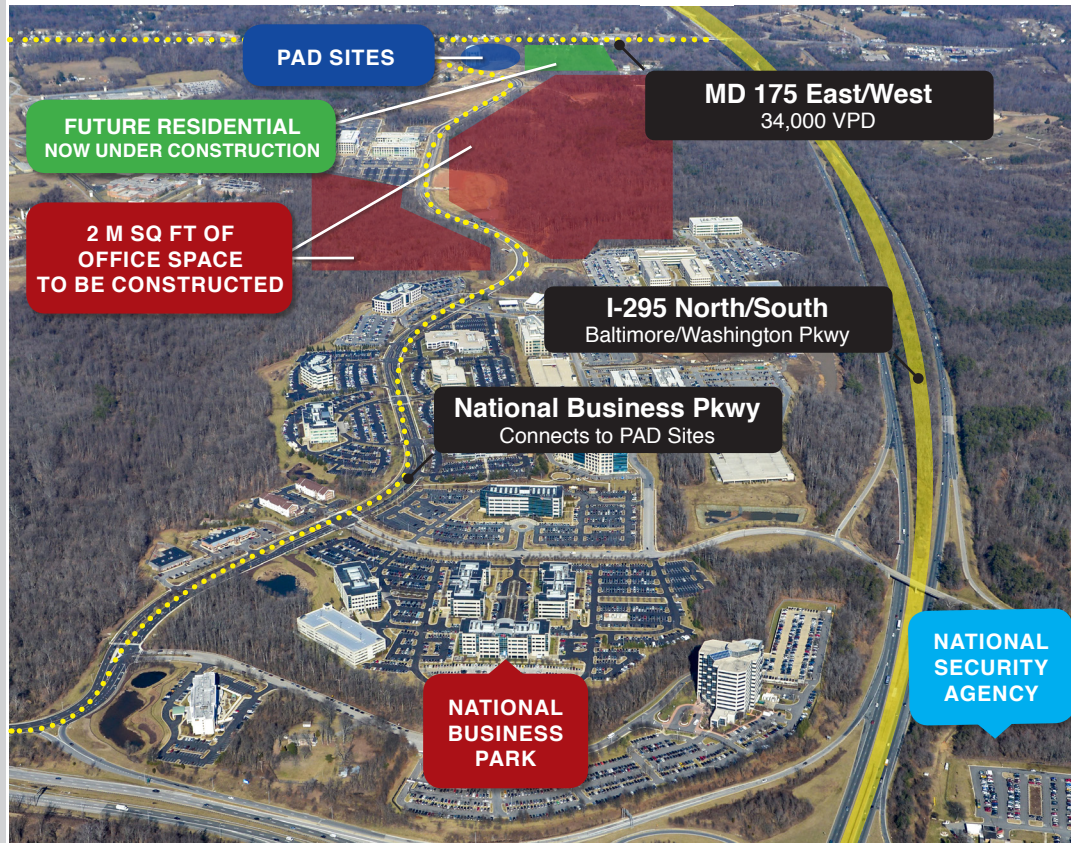 PAD SITES
MD 175 East/West
34,000 VPD
FUTURE RESIDENTIAL
NOW UNDER CONSTRUCTION
2 M SQ FT OF
OFFICE SPACE
TO BE CONSTRUCTED
I-295 North/South
Baltimore/Washington Pkwy
National Business Pkwy
Connects to PAD Sites
NATIONAL
SECURITY
AGENCY
NATIONAL
BUSINESS
PARK